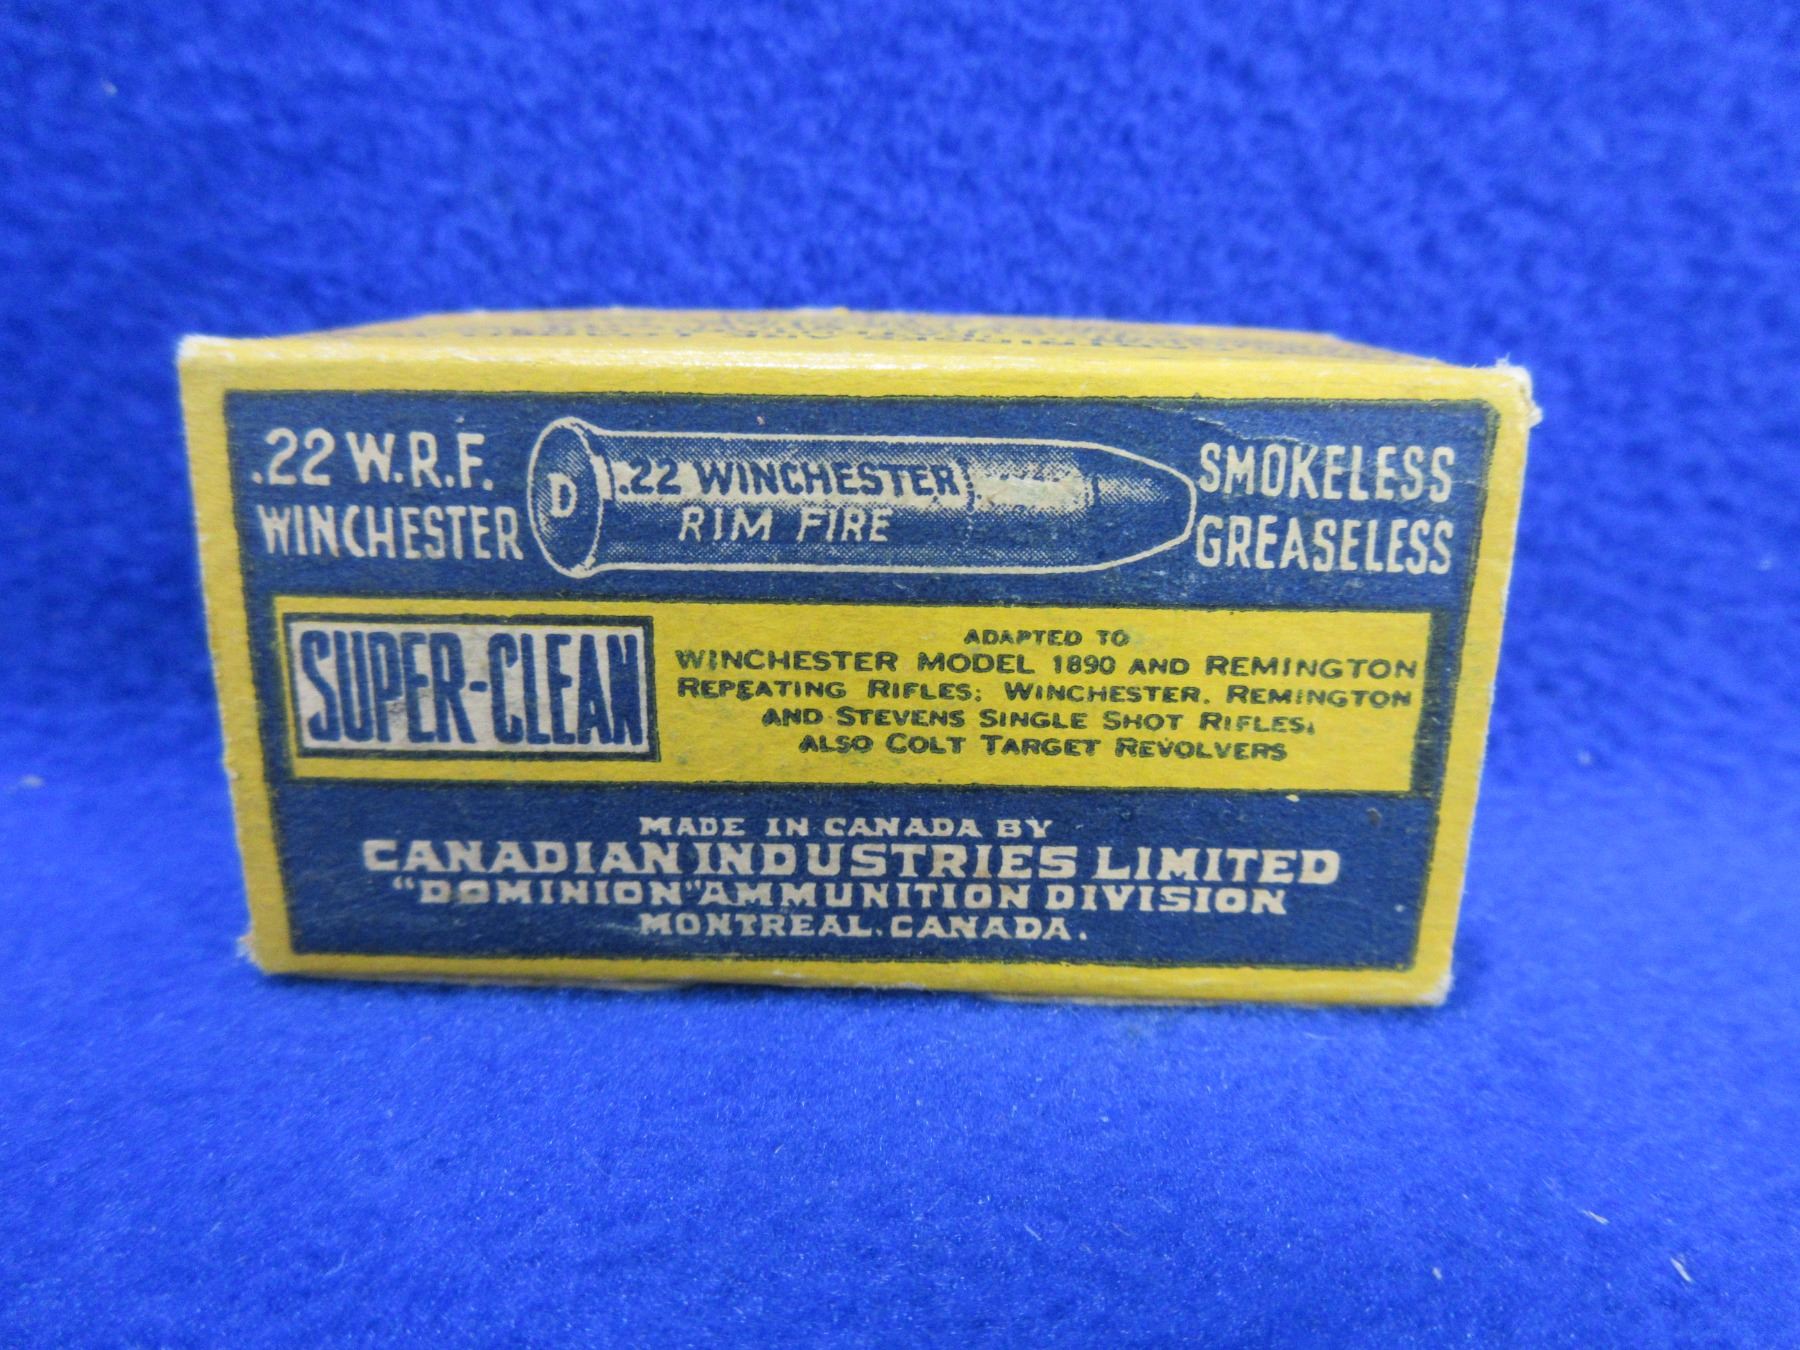 .22 W.R.F.
WINCHESTER
D
.22 WINCHESTER
RIM FIRE
SMOKELESS
GREASELESS
SUPER-CLEAN
ADAPTED TO
WINCHESTER MODEL 1890 AND REMINGTON
REPEATING RIFLES; WINCHESTER, REMINGTON
AND STEVENS SINGLE SHOT RIFLES;
ALSO COLT TARGET REVOLVERS
MADE IN CANADA BY
CANADIAN INDUSTRIES LIMITED
"DOMINION" AMMUNITION DIVISION
MONTREAL, CANADA.